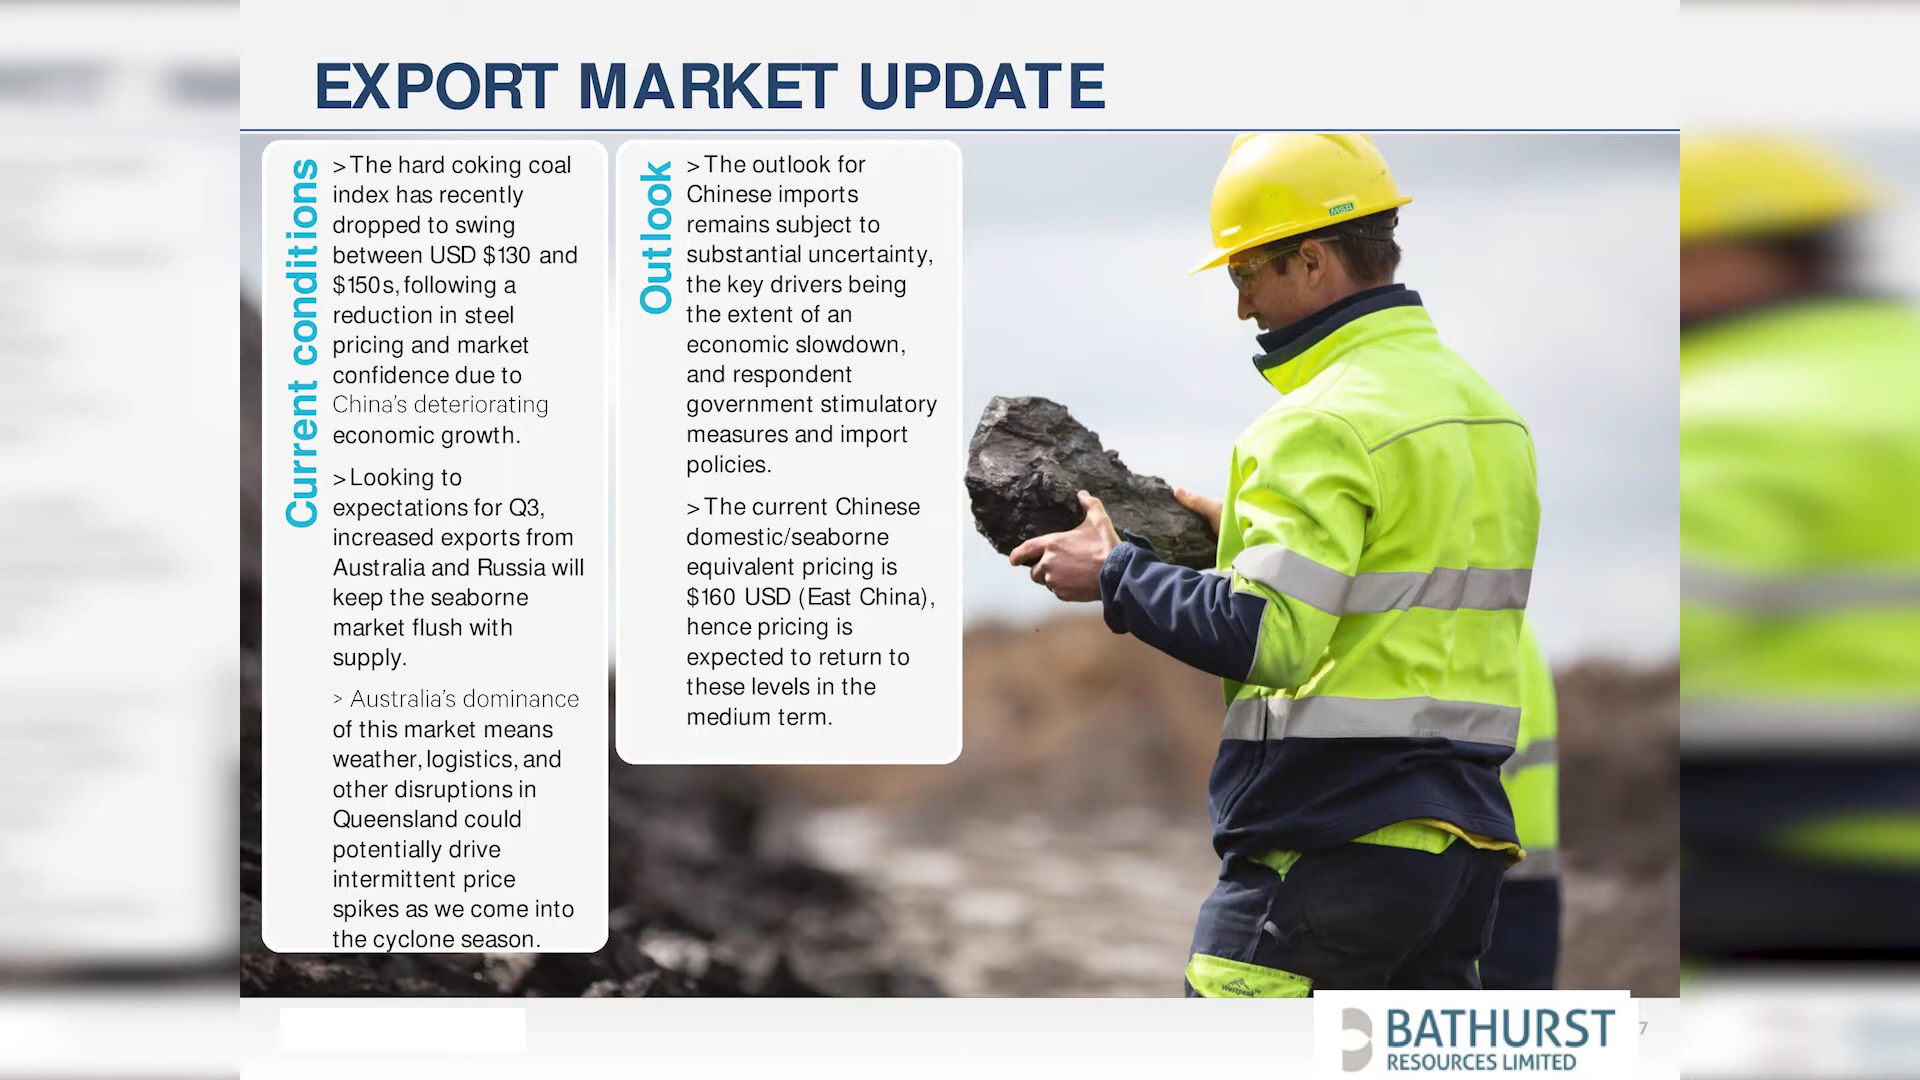 EXPORT MARKET UPDATE
Current conditions
> The hard coking coal
index has recently
dropped to swing
between USD $130 and
$150s, following a
reduction in steel
pricing and market
confidence due to
China's deteriorating
economic growth.
> Looking to
expectations for Q3,
increased exports from
Australia and Russia will
keep the seaborne
market flush with
supply.
> Australia's dominance
of this market means
weather, logistics, and
other disruptions in
Queensland could
potentially drive
intermittent price
spikes as we come into
the cyclone season.
Outlook
> The outlook for
Chinese imports
remains subject to
substantial uncertainty,
the key drivers being
the extent of an
economic slowdown,
and respondent
government stimulatory
measures and import
policies.
> The current Chinese
domestic/seaborne
equivalent pricing is
$160 USD (East China),
hence pricing is
expected to return to
these levels in the
medium term.
MSA
Westpeak™
BATHURST
RESOURCES LIMITED
7